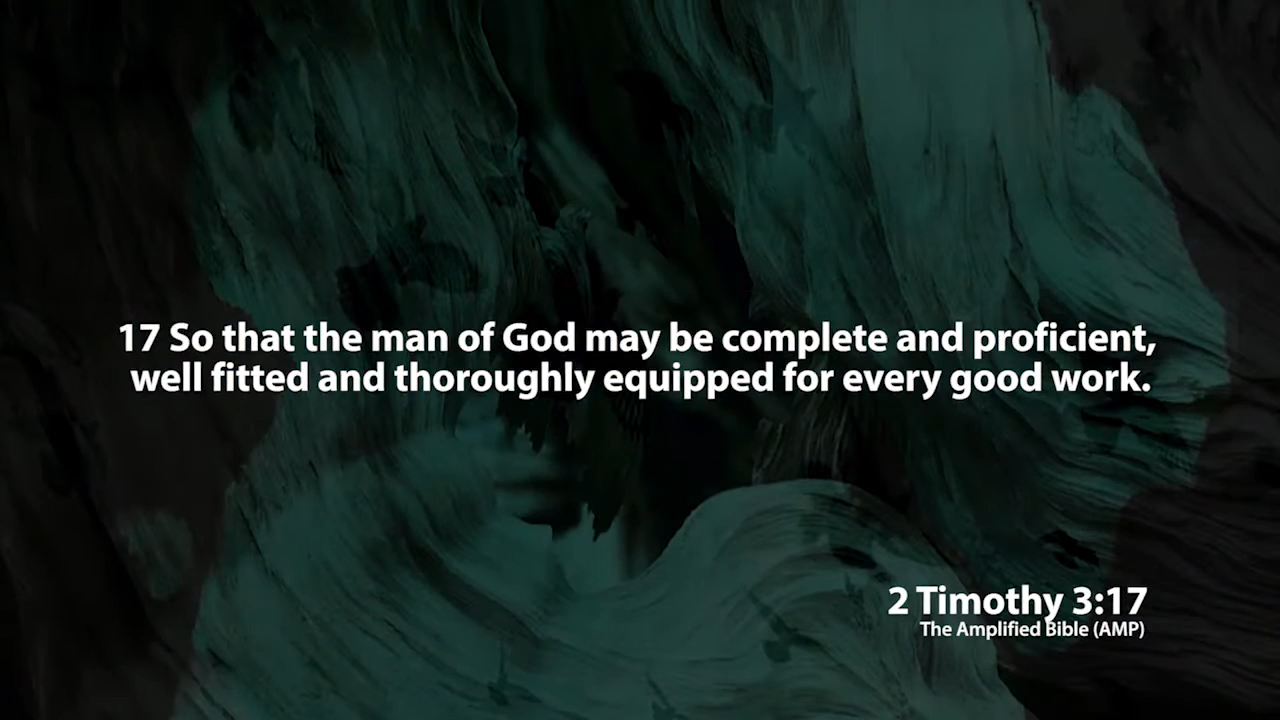 17 So that the man of God may be complete and proficient,
well fitted and thoroughly equipped for every good work.
2 Timothy 3:17
The Amplified Bible (AMP)